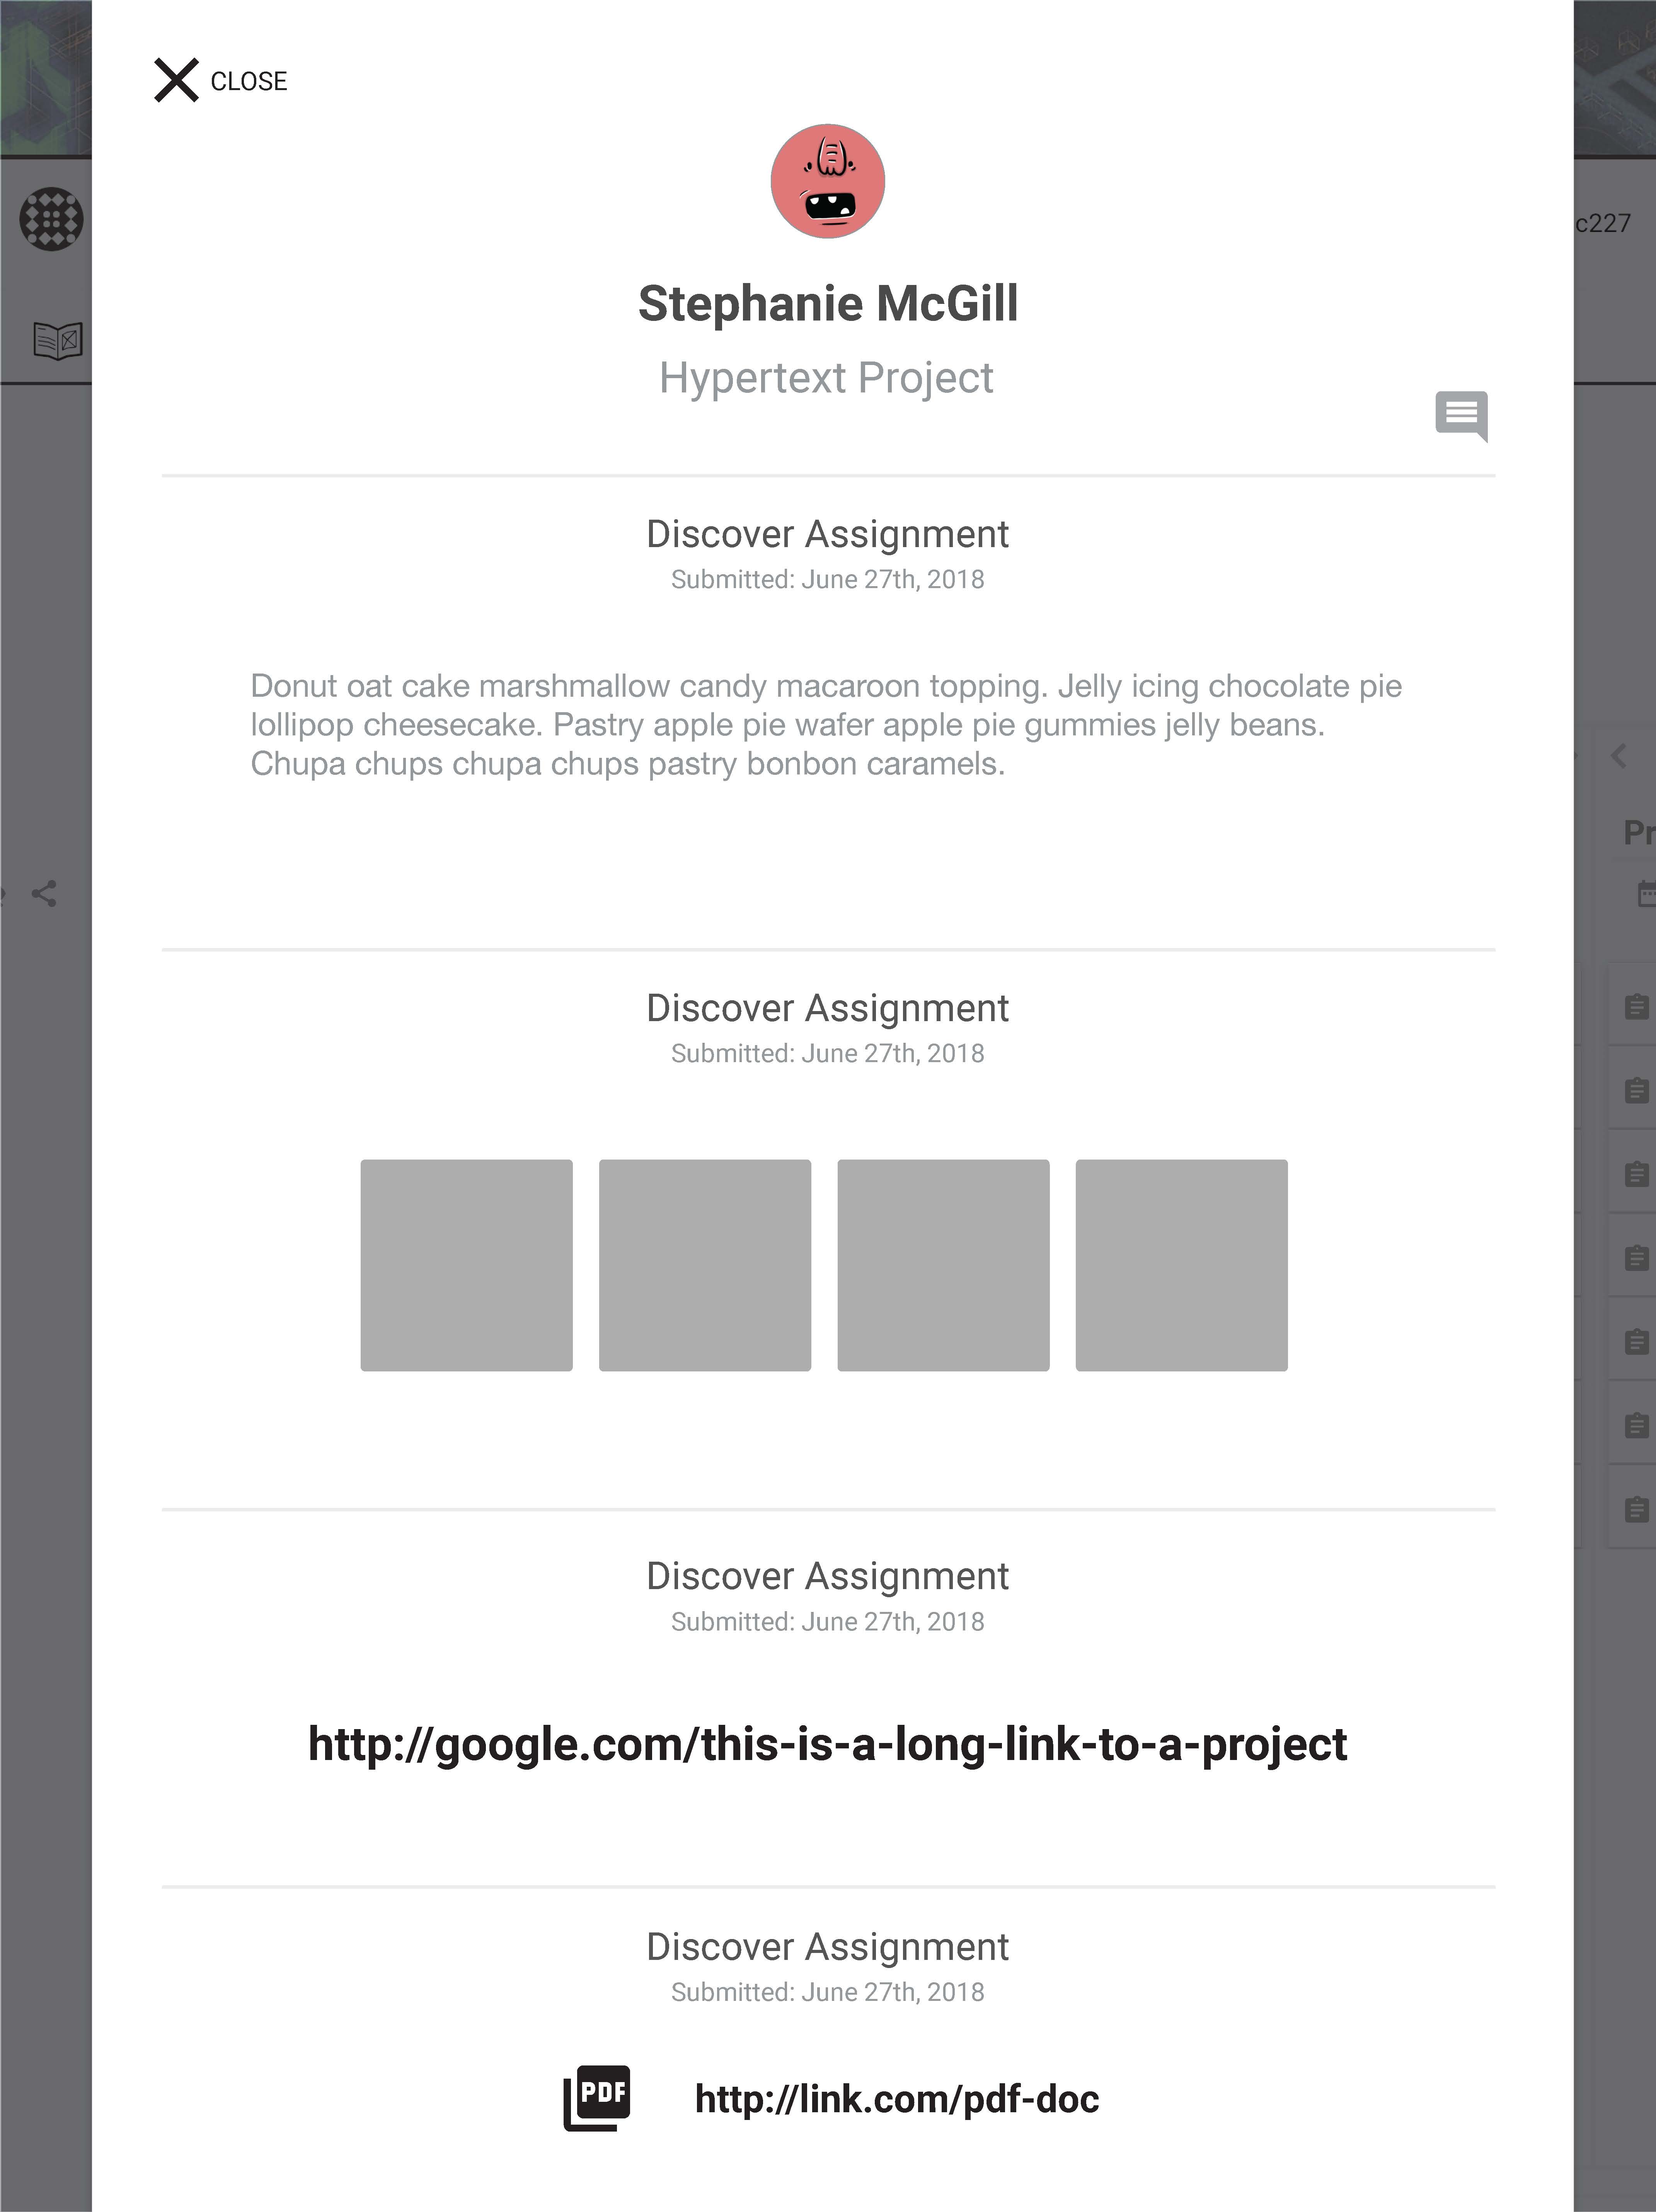 CLOSE
c227
Stephanie McGill
Hypertext Project
Discover Assignment
Submitted: June 27th, 2018
Donut oat cake marshmallow candy macaroon topping. Jelly icing chocolate pie
lollipop cheesecake. Pastry apple pie wafer apple pie gummies jelly beans.
Chupa chups chupa chups pastry bonbon caramels.
Pr
Discover Assignment
Submitted: June 27th, 2018
Discover Assignment
Submitted: June 27th, 2018
http://google.com/this-is-a-long-link-to-a-project
Discover Assignment
Submitted: June 27th, 2018
PDF http://link.com/pdf-doc